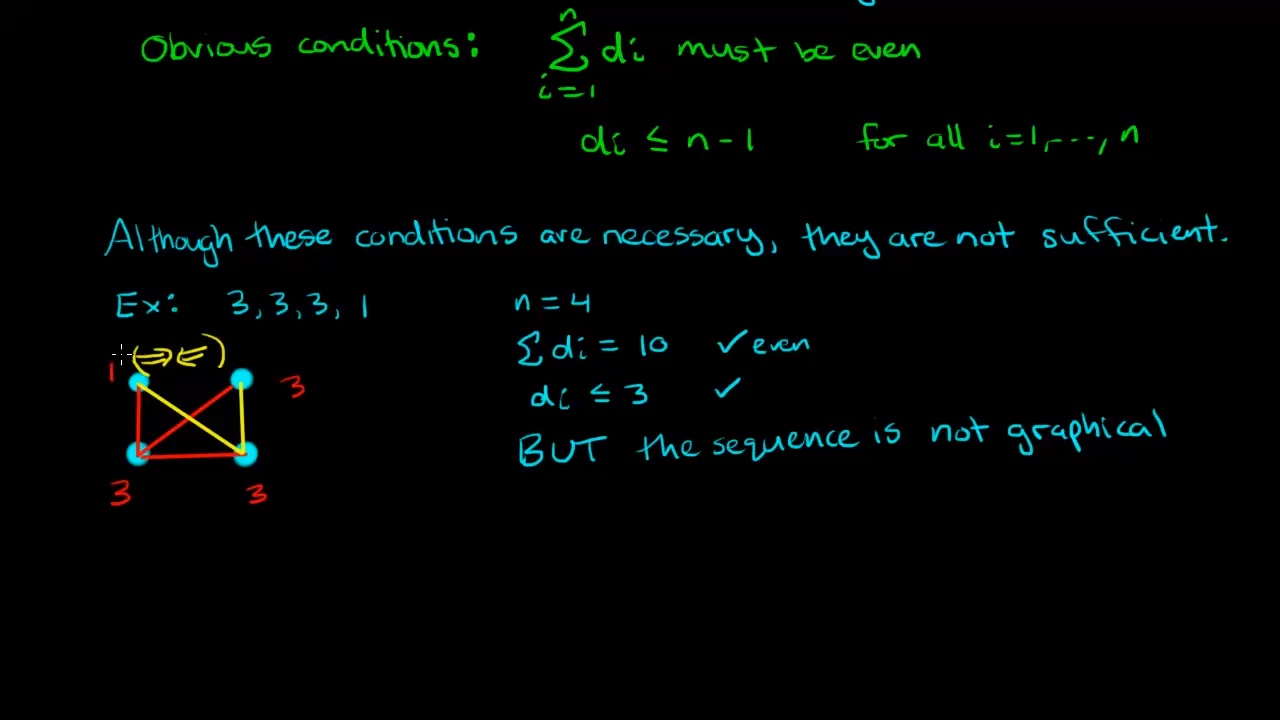 Obvious conditions: n∑i=1 di must be even
di ≤ n-1 for all i=1,...,n
Although these conditions are necessary, they are not sufficient.
Ex: 3, 3, 3, 1 n = 4
∑ di = 10 ✓ even
di ≤ 3 ✓
BUT the sequence is not graphical
(⇒⇐)
1 3
3 3